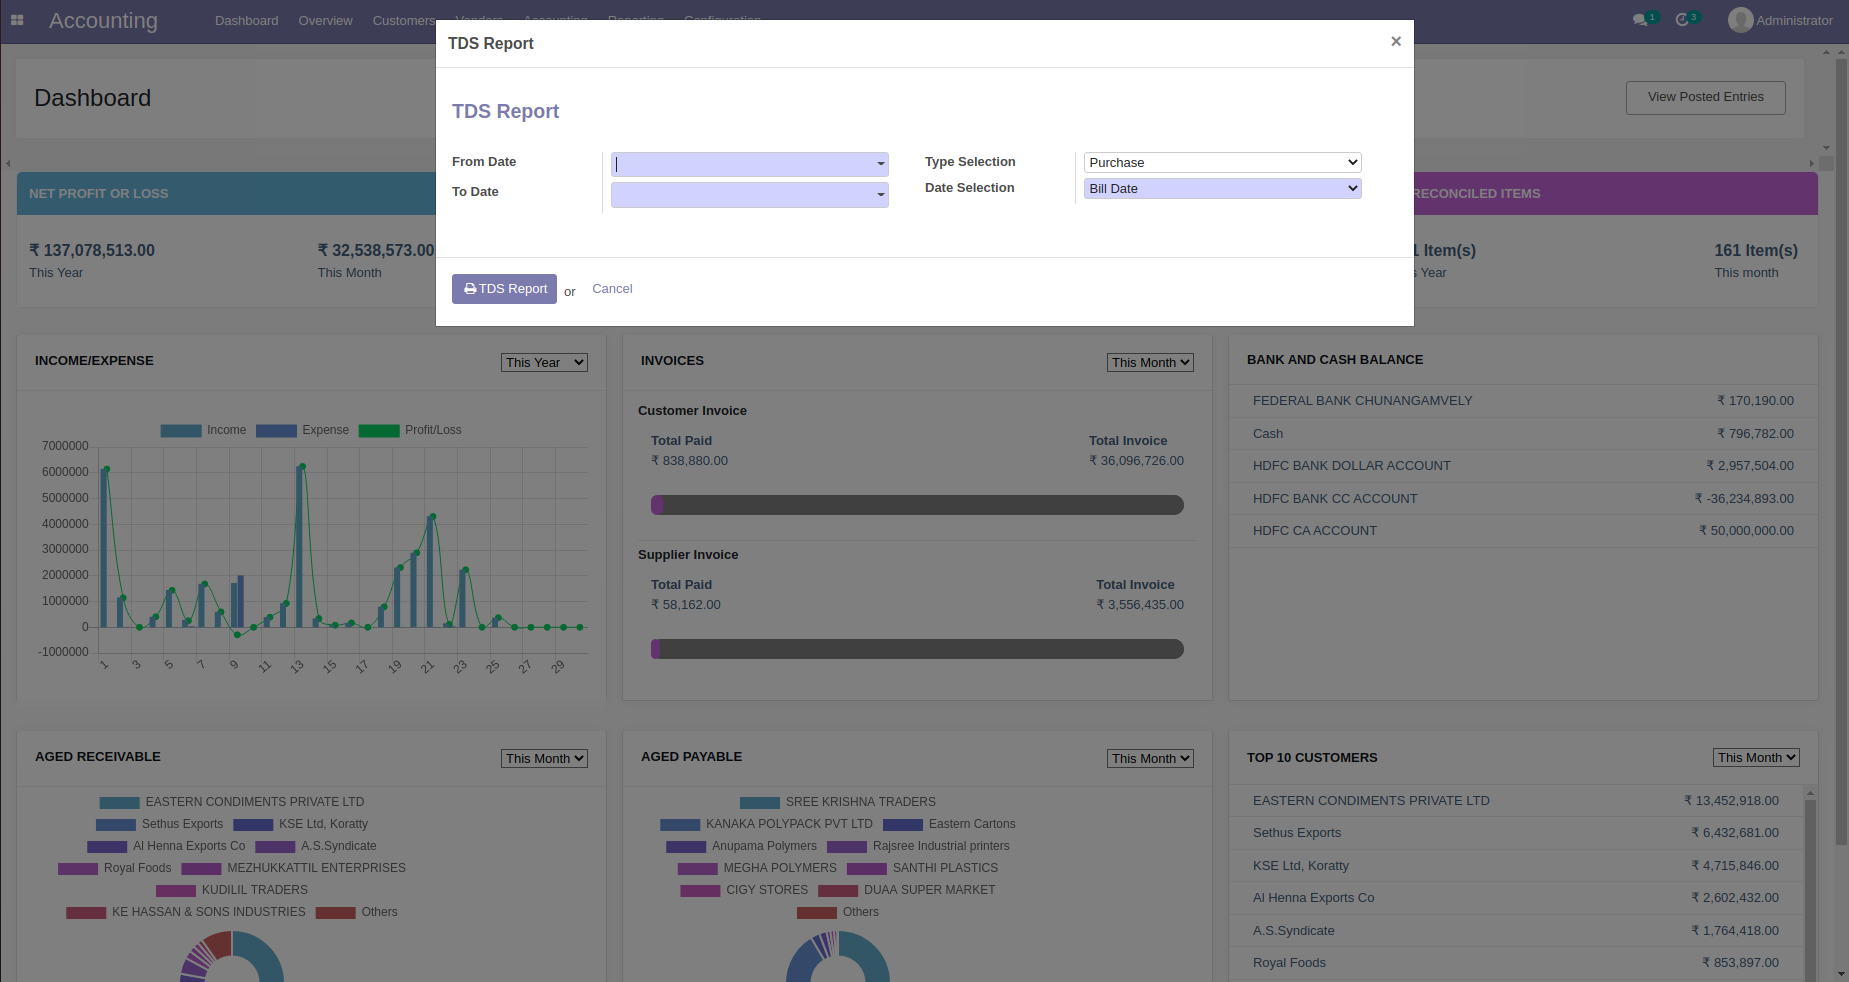 Accounting
Dashboard Overview Customers Vendors Accounting Reporting Configuration
1 3 Administrator
TDS Report ×
Dashboard
View Posted Entries
TDS Report
From Date
To Date
Type Selection Purchase
Date Selection Bill Date
TDS Report or Cancel
NET PROFIT OR LOSS
₹ 137,078,513.00 ₹ 32,538,573.00
This Year This Month
RECONCILED ITEMS
1 Item(s) 161 Item(s)
s Year This month
INCOME/EXPENSE This Year
Income Expense Profit/Loss
7000000
6000000
5000000
4000000
3000000
2000000
1000000
0
-1000000
1 3 5 7 9 11 13 15 17 19 21 23 25 27 29
INVOICES This Month
Customer Invoice
Total Paid Total Invoice
₹ 838,880.00 ₹ 36,096,726.00
Supplier Invoice
Total Paid Total Invoice
₹ 58,162.00 ₹ 3,556,435.00
BANK AND CASH BALANCE
FEDERAL BANK CHUNANGAMVELY ₹ 170,190.00
Cash ₹ 796,782.00
HDFC BANK DOLLAR ACCOUNT ₹ 2,957,504.00
HDFC BANK CC ACCOUNT ₹ -36,234,893.00
HDFC CA ACCOUNT ₹ 50,000,000.00
AGED RECEIVABLE This Month
EASTERN CONDIMENTS PRIVATE LTD
Sethus Exports KSE Ltd, Koratty
Al Henna Exports Co A.S.Syndicate
Royal Foods MEZHUKKATTIL ENTERPRISES
KUDILIL TRADERS
KE HASSAN & SONS INDUSTRIES Others
AGED PAYABLE This Month
SREE KRISHNA TRADERS
KANAKA POLYPACK PVT LTD Eastern Cartons
Anupama Polymers Rajsree Industrial printers
MEGHA POLYMERS SANTHI PLASTICS
CIGY STORES DUAA SUPER MARKET
Others
TOP 10 CUSTOMERS This Month
EASTERN CONDIMENTS PRIVATE LTD ₹ 13,452,918.00
Sethus Exports ₹ 6,432,681.00
KSE Ltd, Koratty ₹ 4,715,846.00
Al Henna Exports Co ₹ 2,602,432.00
A.S.Syndicate ₹ 1,764,418.00
Royal Foods ₹ 853,897.00